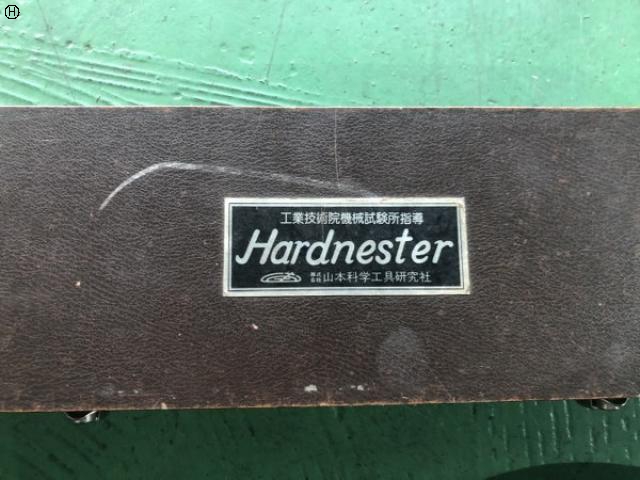 H
工業技術院機械試験所指導
Hardnester
株式会社 山本科学工具研究社